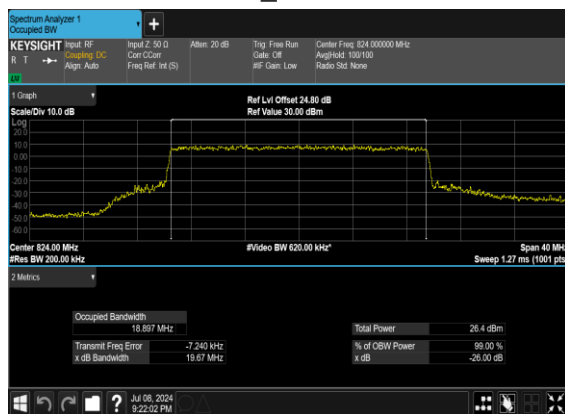 Spectrum Analyzer 1
Occupied BW
+
KEYSIGHT Input: RF Input Z: 50 Ω Atten: 20 dB Trig: Free Run Center Freq: 824.000000 MHz
R T Coupling: DC Corr CCorr Gate: Off Avg|Hold: 100/100
Align: Auto Freq Ref: Int (S) #IF Gain: Low Radio Std: None
1 Graph
Ref Lvl Offset 24.80 dB
Scale/Div 10.0 dB Ref Value 30.00 dBm
Log
20.0
10.0
0.00
-10.0
-20.0
-30.0
-40.0
-50.0
-60.0
Center 824.00 MHz #Video BW 620.00 kHz* Span 40 MHz
#Res BW 200.00 kHz Sweep 1.27 ms (1001 pts
2 Metrics
Occupied Bandwidth
18.897 MHz Total Power 26.4 dBm
Transmit Freq Error -7.240 kHz % of OBW Power 99.00 %
x dB Bandwidth 19.67 MHz x dB -26.00 dB
? Jul 08, 2024
9:22:02 PM